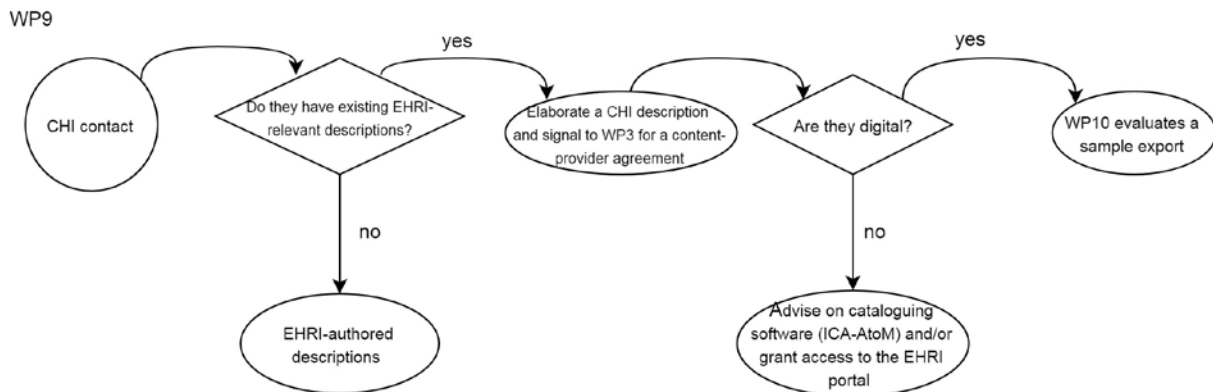 WP9
CHI contact
Do they have existing EHRI-
relevant descriptions?
yes
no
EHRI-authored
descriptions
Elaborate a CHI description
and signal to WP3 for a content-
provider agreement
Are they digital?
yes
no
Advise on cataloguing
software (ICA-AtoM) and/or
grant access to the EHRI
portal
WP10 evaluates a
sample export